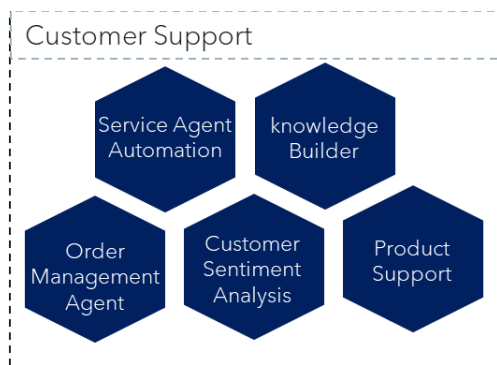 Customer Support
Service Agent
Automation
knowledge
Builder
Order
Management
Agent
Customer
Sentiment
Analysis
Product
Support